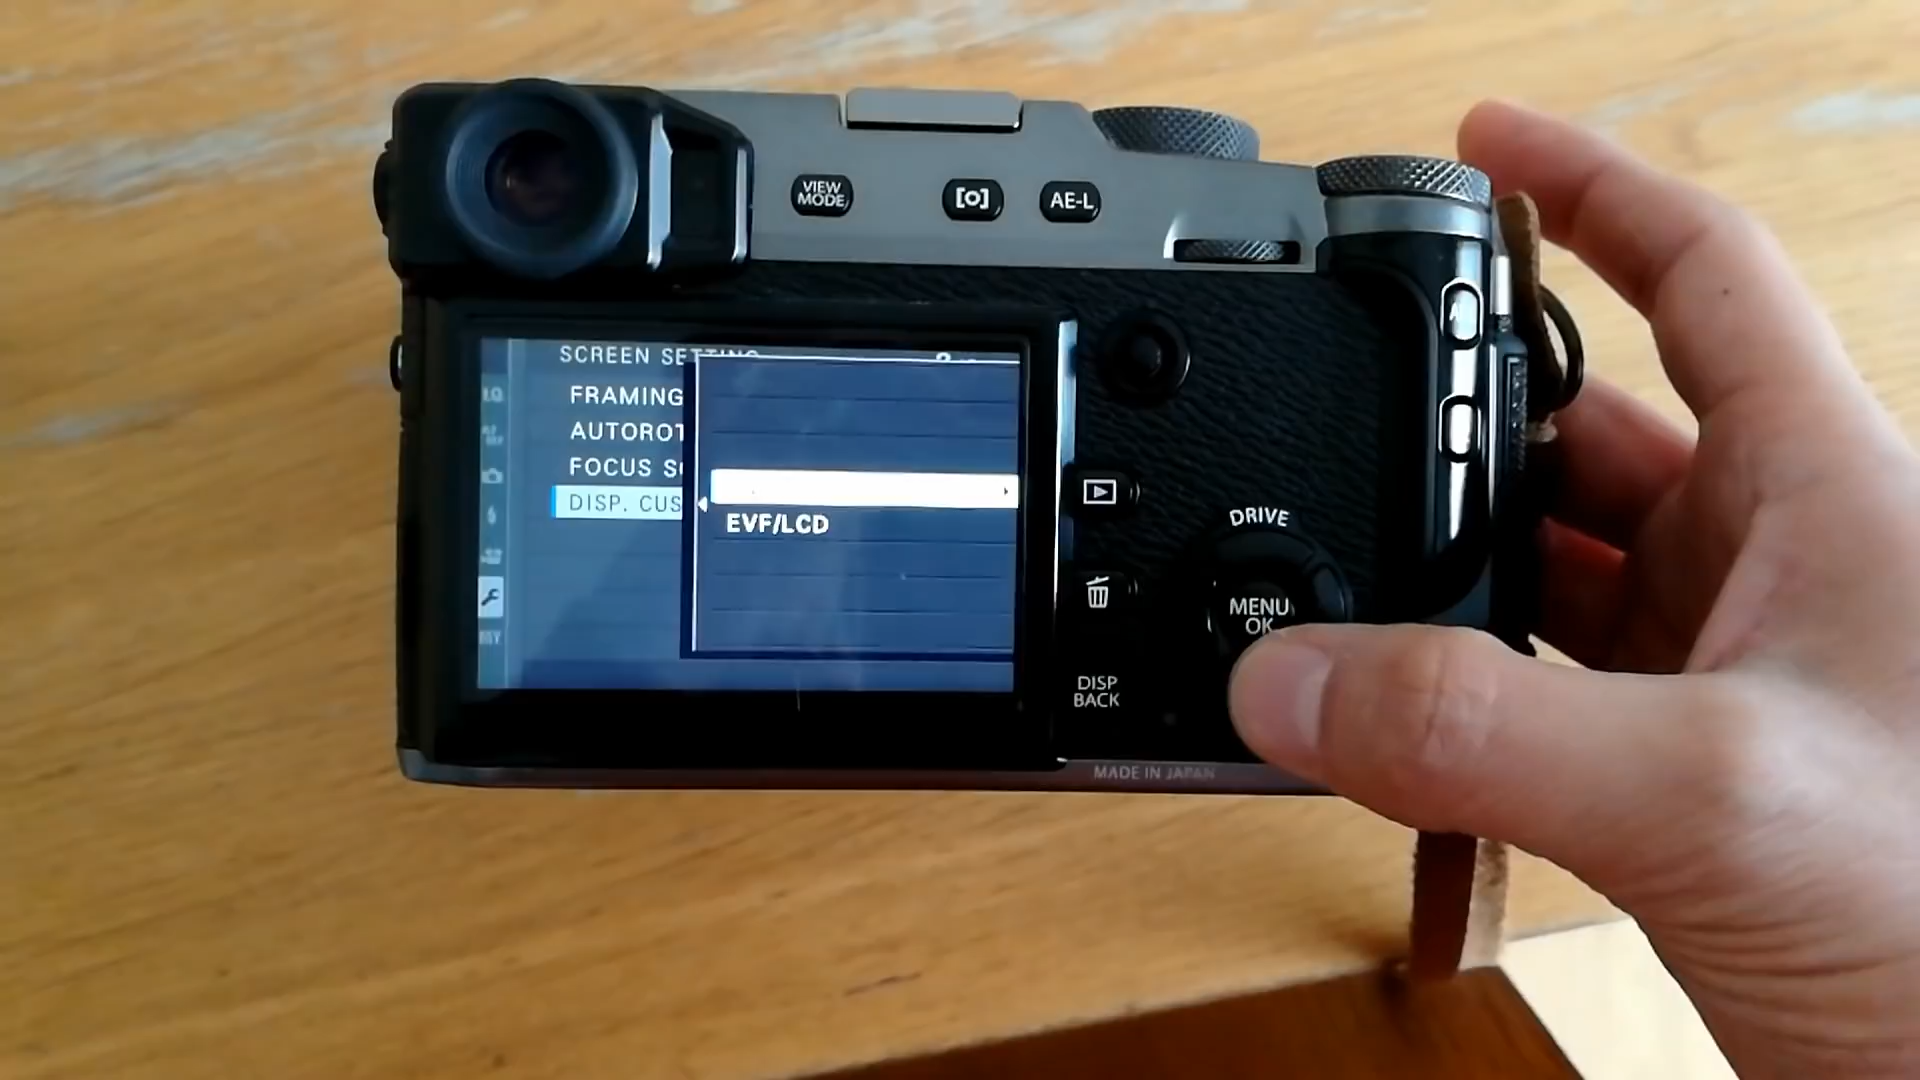 VIEW
MODE
[o]
AE-L
SCREEN SETTING
FRAMING
AUTOROT
FOCUS S
DISP. CUS
EVF/LCD
DRIVE
MENU
OK
DISP
BACK
MADE IN JAPAN